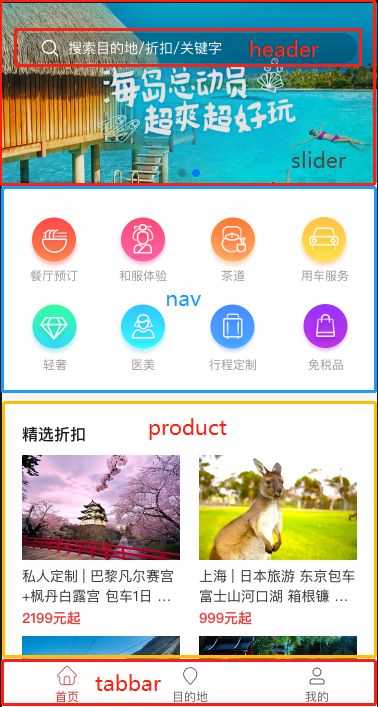 搜索目的地/折扣/关键字
header
海岛总动员
超爽超好玩
slider
餐厅预订
和服体验
茶道
用车服务
nav
轻奢
医美
行程定制
免税品
product
精选折扣
私人定制 | 巴黎凡尔赛宫
+枫丹白露宫 包车1日 ...
2199元起
上海 | 日本旅游 东京包车
富士山河口湖 箱根镰 ...
999元起
tabbar
首页
目的地
我的